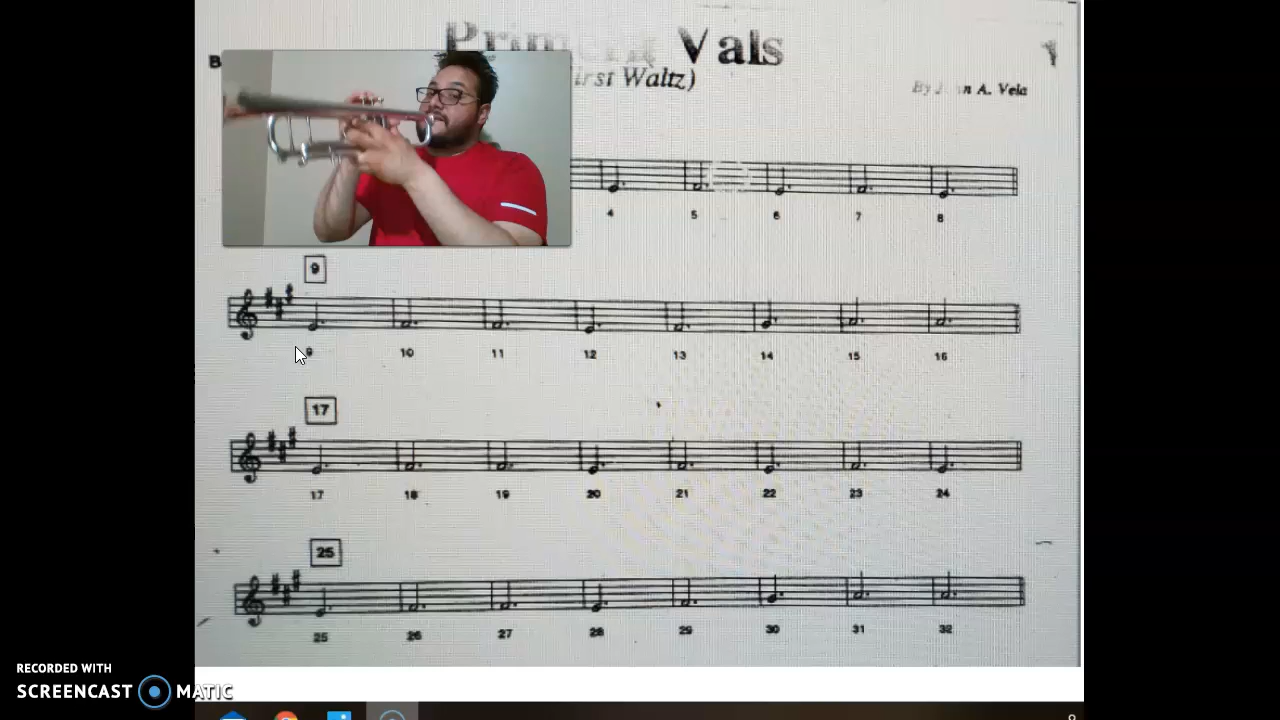 Vals
B
irst Waltz)
By J n A. Vela
4 5 6 7 8
9
9 10 11 12 13 14 15 16
17
17 18 19 20 21 22 23 24
25
25 26 27 28 29 30 31 32
RECORDED WITH
SCREENCAST MATIC